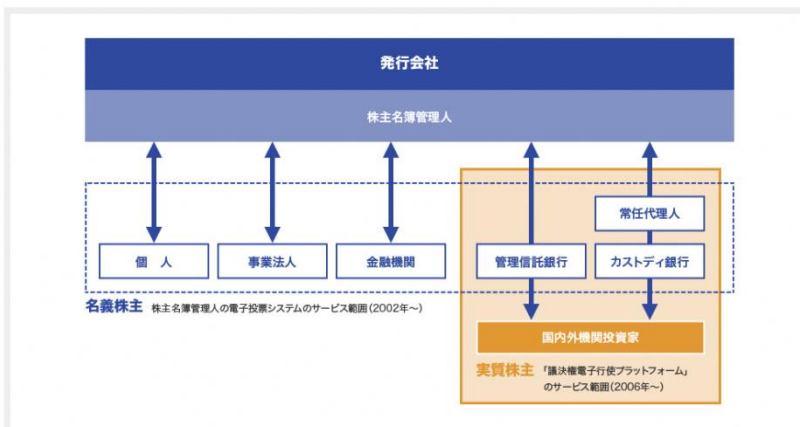 発行会社
株主名簿管理人
常任代理人
個　人
事業法人
金融機関
管理信託銀行
カストディ銀行
名義株主 株主名簿管理人の電子投票システムのサービス範囲(2002年～)
国内外機関投資家
実質株主 「議決権電子行使プラットフォーム」
のサービス範囲(2006年～)